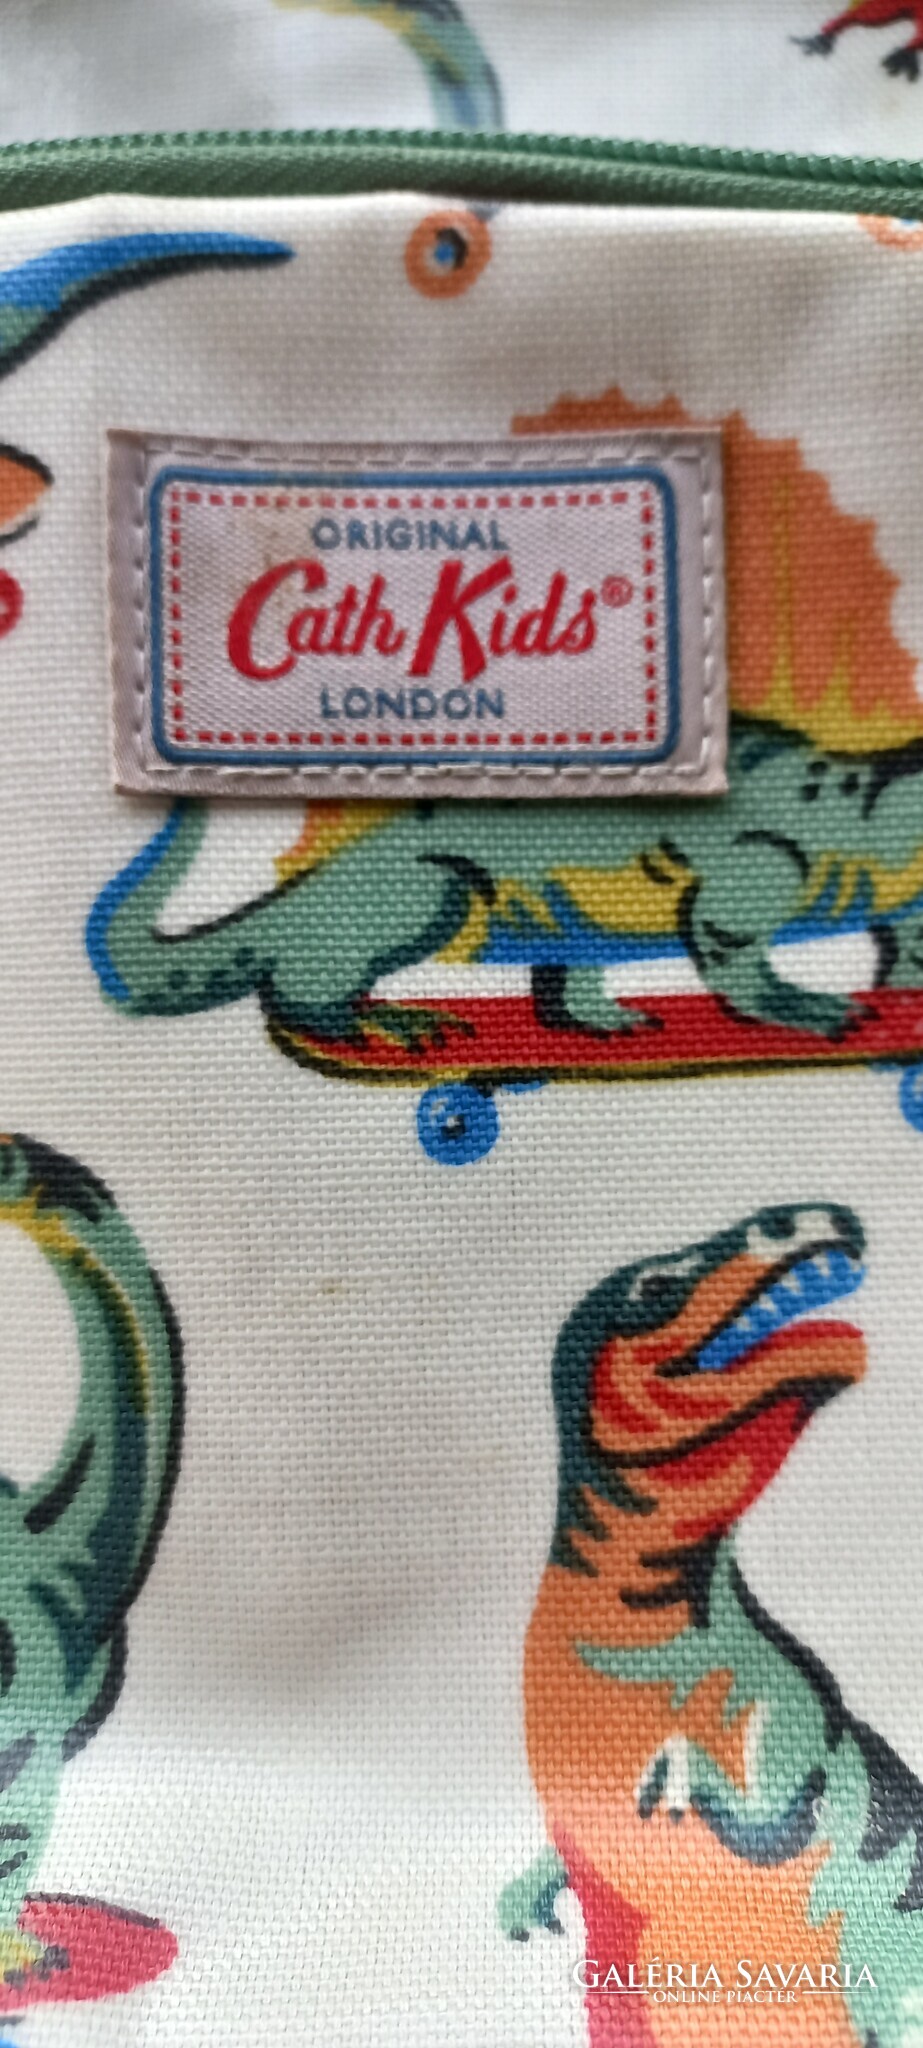 ORIGINAL
Cath Kids®
LONDON
GALÉRIA SAVARIA
ONLINE PIACTÉR